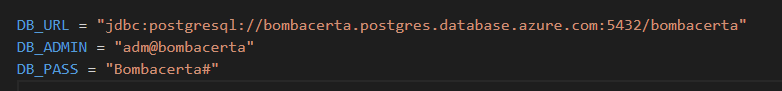 DB_URL = "jdbc:postgresql://bombacerta.postgres.database.azure.com:5432/bombacerta"
DB_ADMIN = "adm@bombacerta"
DB_PASS = "Bombacerta#"